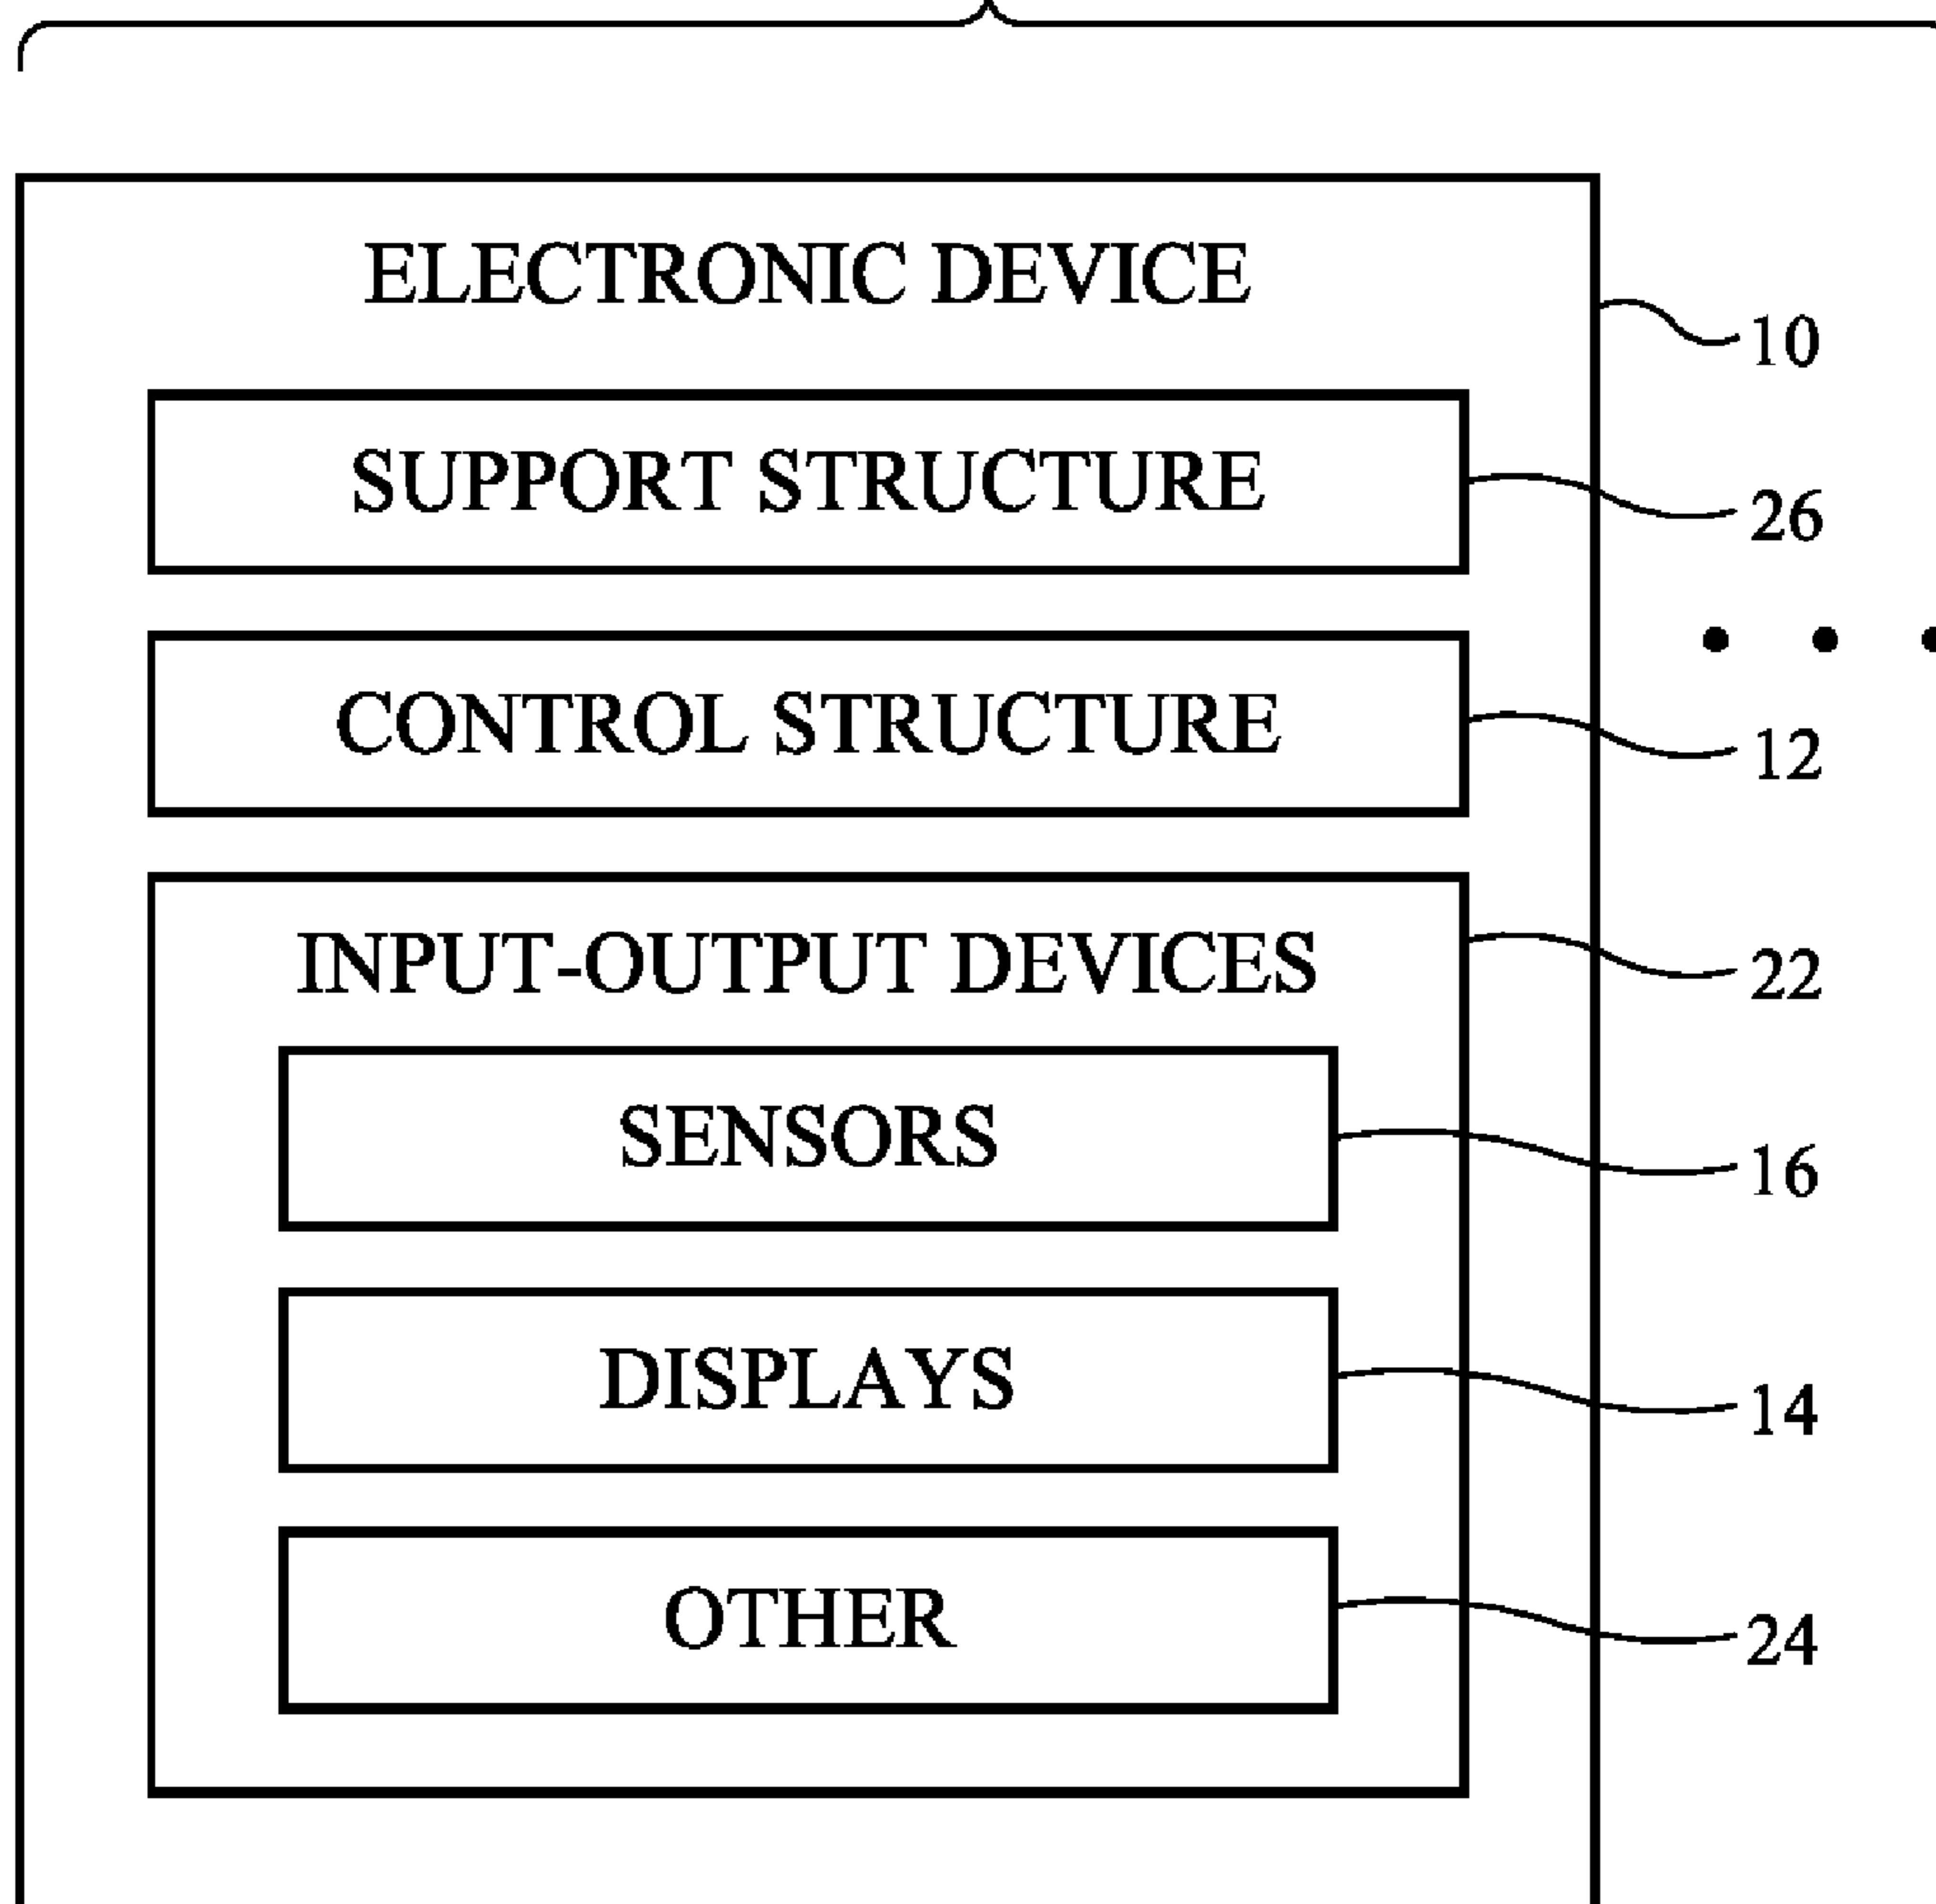 ELECTRONIC DEVICE
10
SUPPORT STRUCTURE
26
CONTROL STRUCTURE
12
INPUT-OUTPUT DEVICES
22
SENSORS
16
DISPLAYS
14
OTHER
24